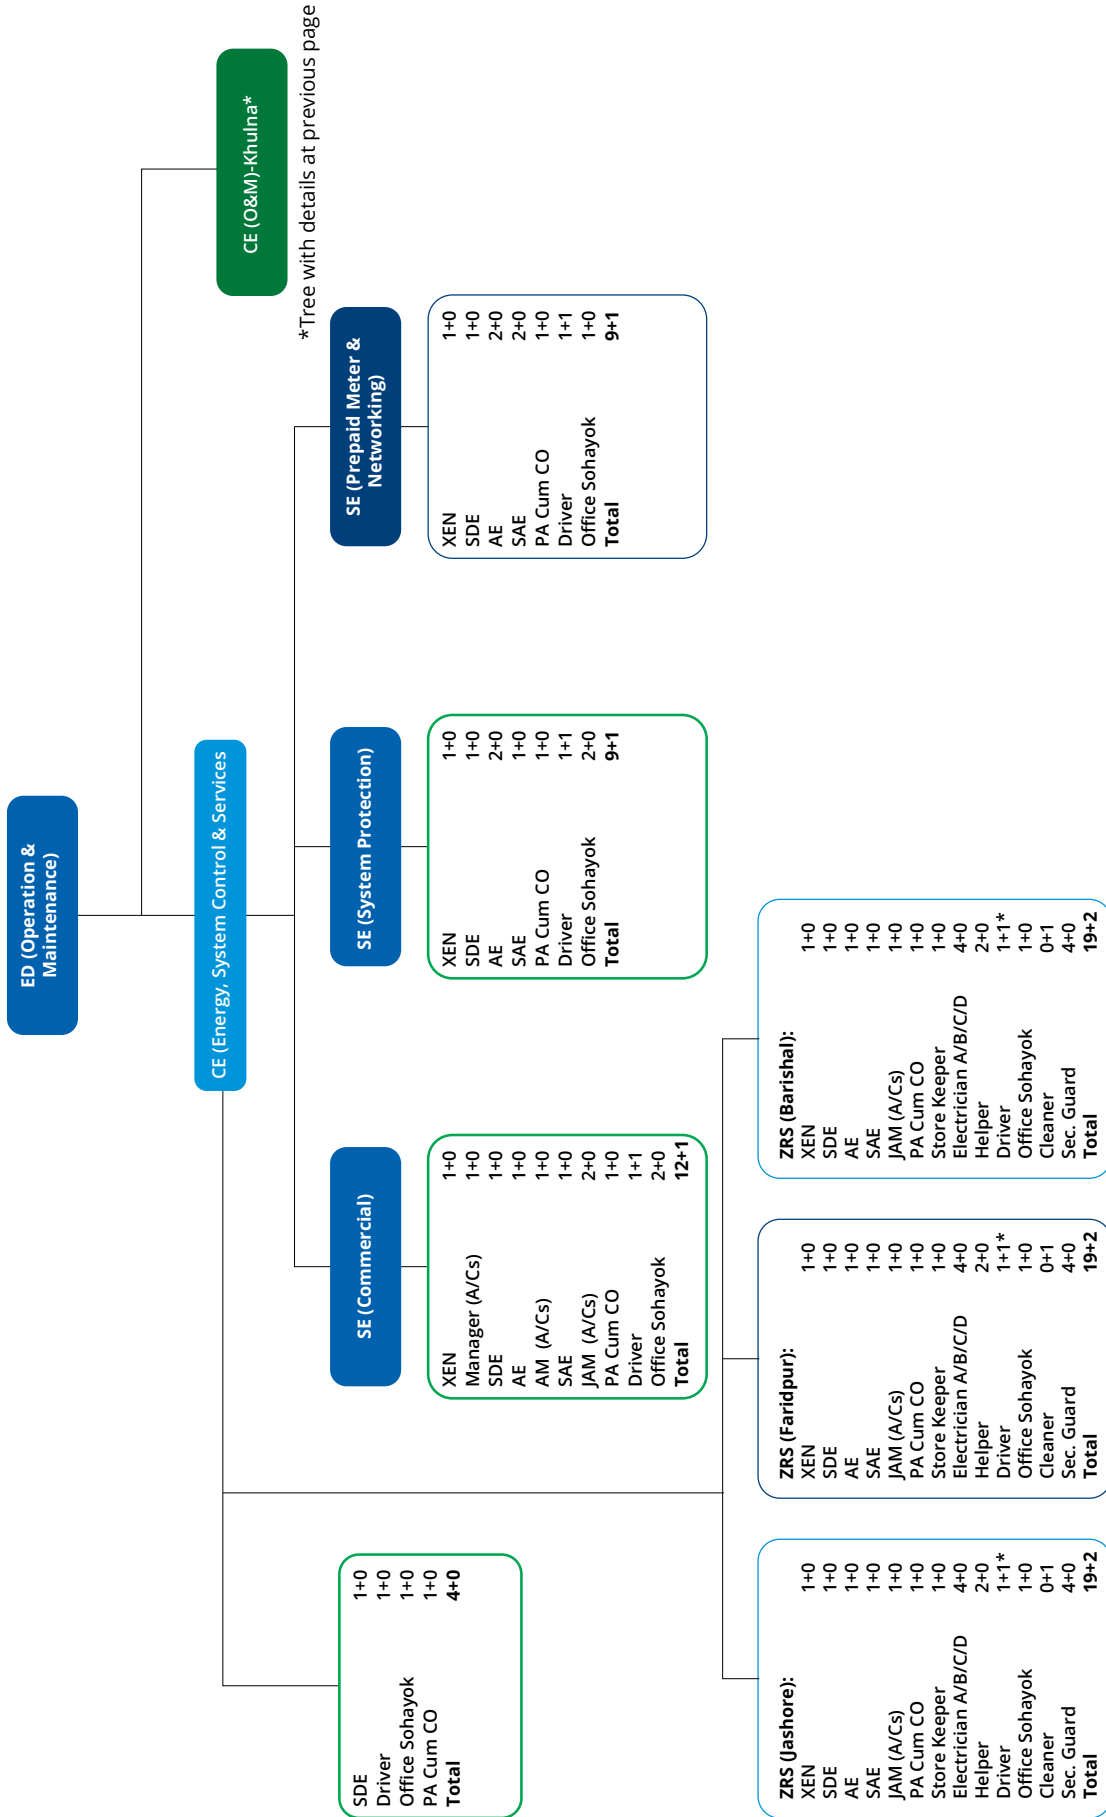 ED (Operation &
Maintenance)
CE (Energy, System Control & Services
CE (O&M)-Khulna*
*Tree with details at previous page
SDE 1+0
Driver 1+0
Office Sohayok 1+0
PA Cum CO 1+0
Total 4+0
SE (Commercial)
XEN 1+0
Manager (A/Cs) 1+0
SDE 1+0
AE 1+0
AM (A/Cs) 1+0
SAE 1+0
JAM (A/Cs) 2+0
PA Cum CO 1+0
Driver 1+1
Office Sohayok 2+0
Total 12+1
SE (System Protection)
XEN 1+0
SDE 1+0
AE 2+0
SAE 1+0
PA Cum CO 1+0
Driver 1+1
Office Sohayok 2+0
Total 9+1
SE (Prepaid Meter &
Networking)
XEN 1+0
SDE 1+0
AE 2+0
SAE 2+0
PA Cum CO 1+0
Driver 1+1
Office Sohayok 1+0
Total 9+1
ZRS (Jashore):
XEN 1+0
SDE 1+0
AE 1+0
SAE 1+0
JAM (A/Cs) 1+0
PA Cum CO 1+0
Store Keeper 1+0
Electrician A/B/C/D 4+0
Helper 2+0
Driver 1+1*
Office Sohayok 1+0
Cleaner 0+1
Sec. Guard 4+0
Total 19+2
ZRS (Faridpur):
XEN 1+0
SDE 1+0
AE 1+0
SAE 1+0
JAM (A/Cs) 1+0
PA Cum CO 1+0
Store Keeper 1+0
Electrician A/B/C/D 4+0
Helper 2+0
Driver 1+1*
Office Sohayok 1+0
Cleaner 0+1
Sec. Guard 4+0
Total 19+2
ZRS (Barishal):
XEN 1+0
SDE 1+0
AE 1+0
SAE 1+0
JAM (A/Cs) 1+0
PA Cum CO 1+0
Store Keeper 1+0
Electrician A/B/C/D 4+0
Helper 2+0
Driver 1+1*
Office Sohayok 1+0
Cleaner 0+1
Sec. Guard 4+0
Total 19+2